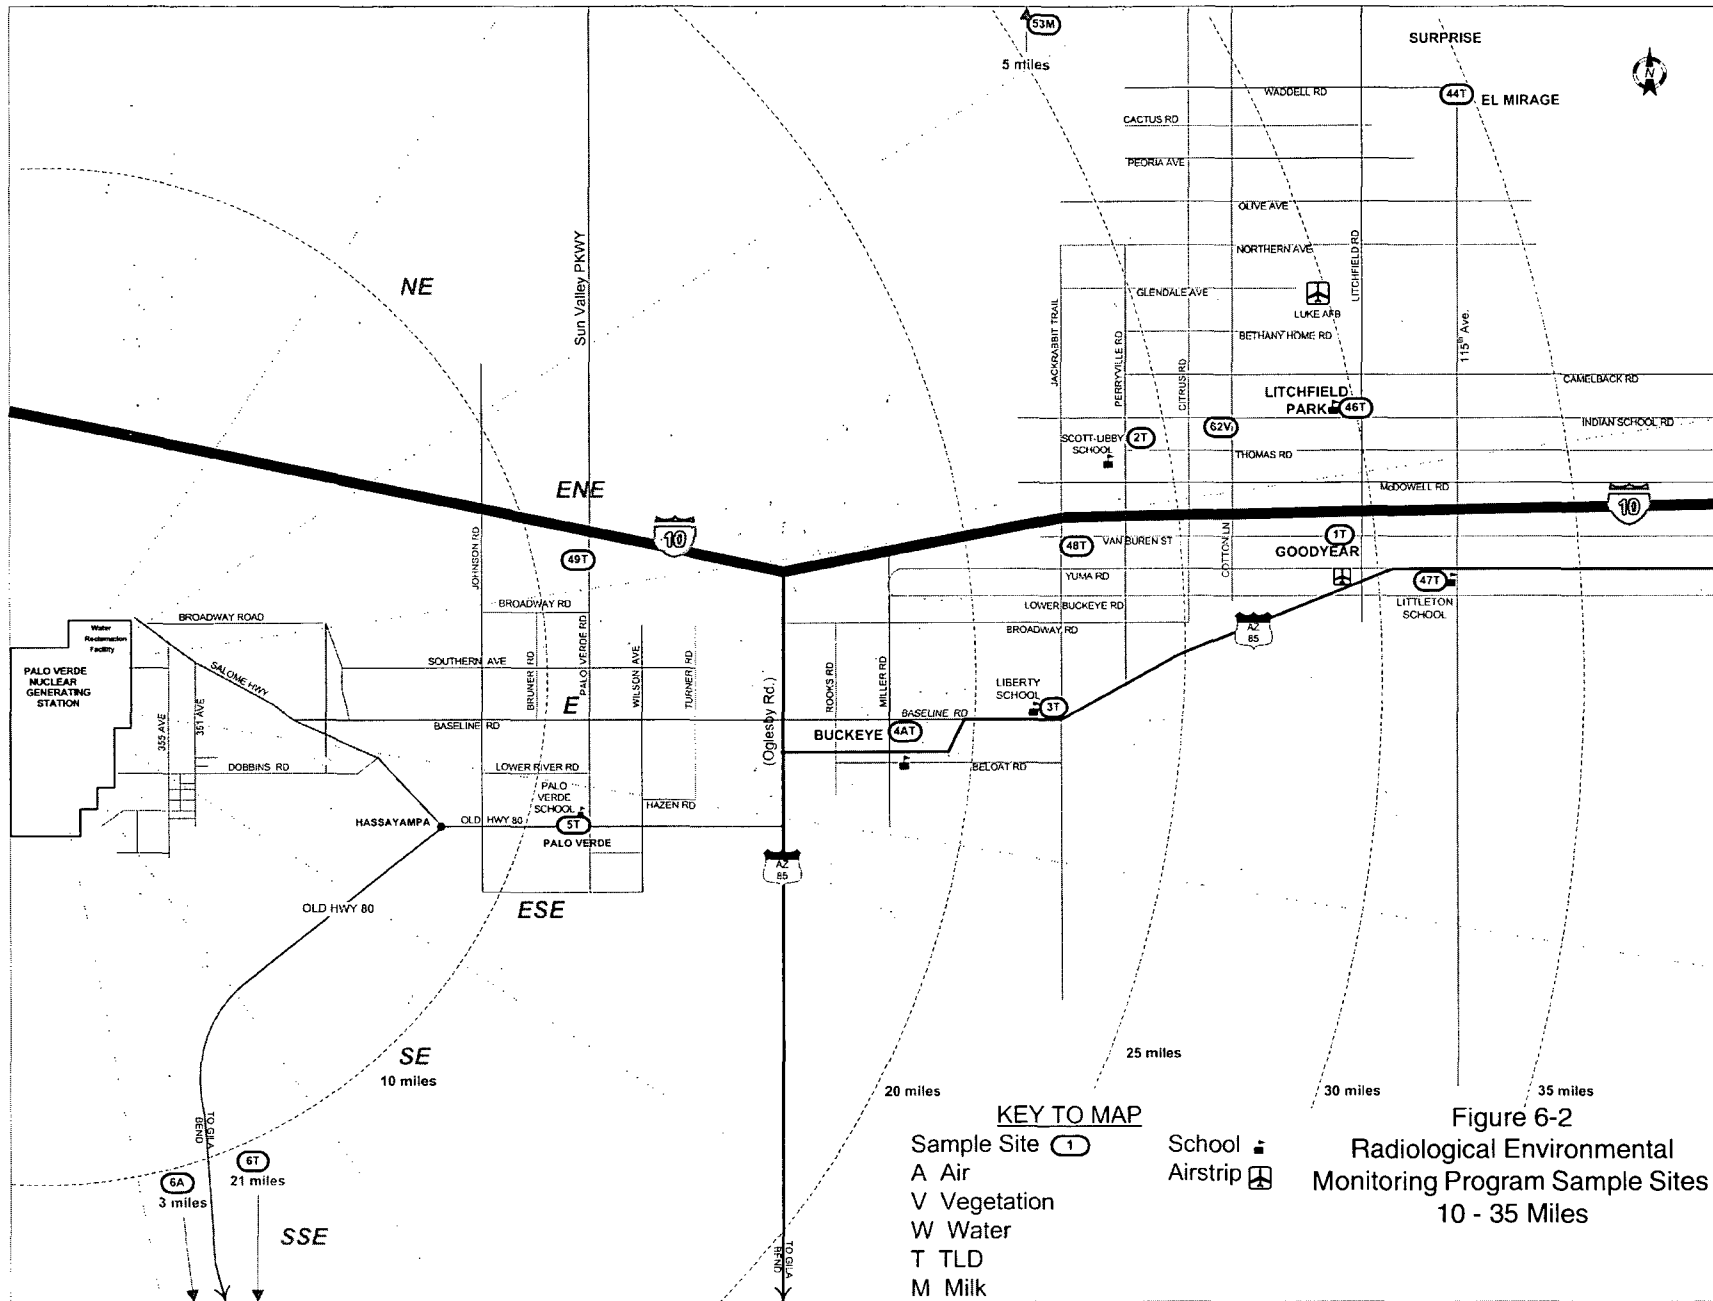 53M
5 miles
SURPRISE
N
WADDELL RD
44T
EL MIRAGE
CACTUS RD
PEORIA AVE
OLIVE AVE
NORTHERN AVE
LITCHFIELD RD
Sun Valley PKWY
NE
GLENDALE AVE
LUKE AFB
JACKRABBIT TRAIL
PERRYVILLE RD
CITRUS RD
BETHANY HOME RD
115th Ave.
CAMELBACK RD
LITCHFIELD
PARK
46T
INDIAN SCHOOL RD
62V
SCOTT-LIBBY
SCHOOL
2T
THOMAS RD
McDOWELL RD
ENE
10
10
JOHNSON RD
49T
48T
VAN BUREN ST
COTTON LN
1T
GOODYEAR
YUMA RD
47T
LITTLETON
SCHOOL
LOWER BUCKEYE RD
BROADWAY RD
BROADWAY RD
AZ
85
BROADWAY ROAD
Water
Reclamation
Facility
PALO VERDE
NUCLEAR
GENERATING
STATION
SALOME HWY
SOUTHERN AVE
BRUNER RD
PALO VERDE RD
WILSON AVE
TURNER RD
E
(Oglesby Rd.)
ROOKS RD
MILLER RD
LIBERTY
SCHOOL
3T
BASELINE RD
355 AVE
351 AVE
BASELINE RD
BUCKEYE
4AT
DOBBINS RD
LOWER RIVER RD
BELOAT RD
PALO
VERDE
SCHOOL
HAZEN RD
HASSAYAMPA
OLD HWY 80
5T
PALO VERDE
AZ
85
OLD HWY 80
ESE
SE
10 miles
25 miles
20 miles
30 miles
35 miles
TO GILA
BEND
6T
21 miles
6A
3 miles
SSE
TO GILA
BEND
KEY TO MAP
Sample Site 1
A Air
V Vegetation
W Water
T TLD
M Milk
School
Airstrip
Figure 6-2
Radiological Environmental
Monitoring Program Sample Sites
10 - 35 Miles